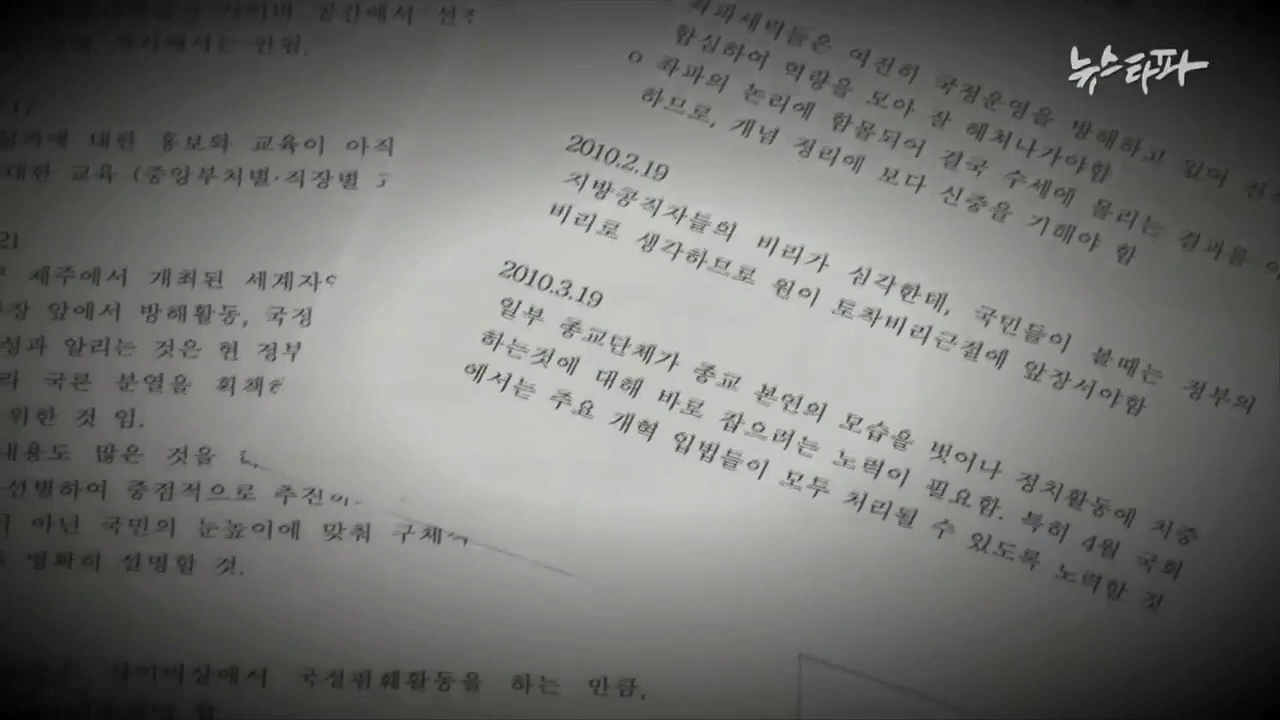 뉴스타파
공간에서
에서는 안됨.
17
대한 홍보와 교육이 아직
대한 교육 (중앙부처별·직장별
21
제주에서 개최된
앞에서 방해활동, 국정
성과 알리는 것은 현 정부
국론 분열을 획책
위한 것 임.
내용도 많은 것을
선별하여 중점적으로 추진
아닌 국민의 눈높이에 맞춰 구체
명확히 설명할 것.
국정폄훼활동을 하는 만큼,
좌파세력들은 여전히 국정운영을 방해하고 있어
합심하여 역량을 모아 잘 헤쳐나가야함
o 좌파의 논리에 함몰되어 결국 수세에 몰리는 결과를
하므로, 개념 정리에 보다 신중을 기해야 함
2010.2.19
지방공직자들의 비리가 심각한데, 국민들이 볼때는 정부의
비리로 생각하므로 원이 토착비리근절에 앞장서야함
2010.3.19
일부 종교단체가 종교 본연의 모습을 벗어나 정치활동에 치중
하는것에 대해 바로 잡으려는 노력이 필요함. 특히 4월 국회
에서는 주요 개혁 입법들이 모두 처리될 수 있도록 노력할 것